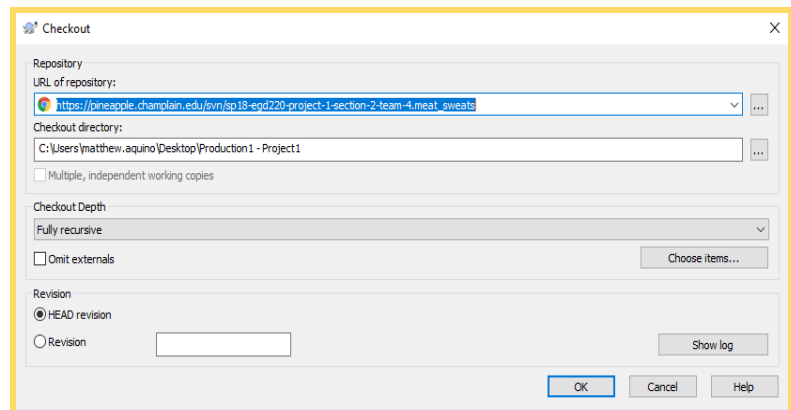 Checkout
Repository
URL of repository:
https://pineapple.champlain.edu/svn/sp18-egd220-project-1-section-2-team-4.meat_sweats
...
Checkout directory:
C:\Users\matthew.aquino\Desktop\Production1 - Project1
...
Multiple, independent working copies
Checkout Depth
Fully recursive
Omit externals
Choose items...
Revision
HEAD revision
Revision
Show log
OK Cancel Help